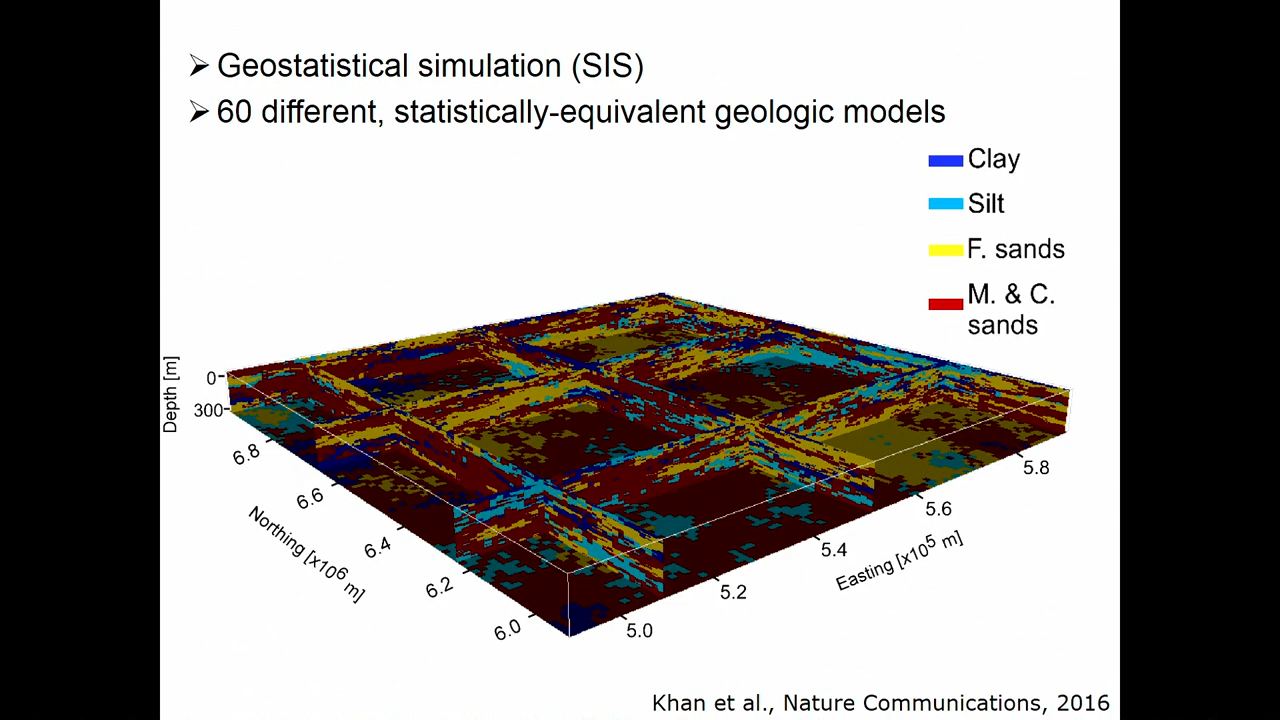 ➢ Geostatistical simulation (SIS)
➢ 60 different, statistically-equivalent geologic models
Clay
Silt
F. sands
M. & C.
sands
Depth [m]
0
300
6.8
6.6
6.4
6.2
6.0
Northing [x10⁶ m]
5.0
5.2
5.4
5.6
5.8
Easting [x10⁵ m]
Khan et al., Nature Communications, 2016